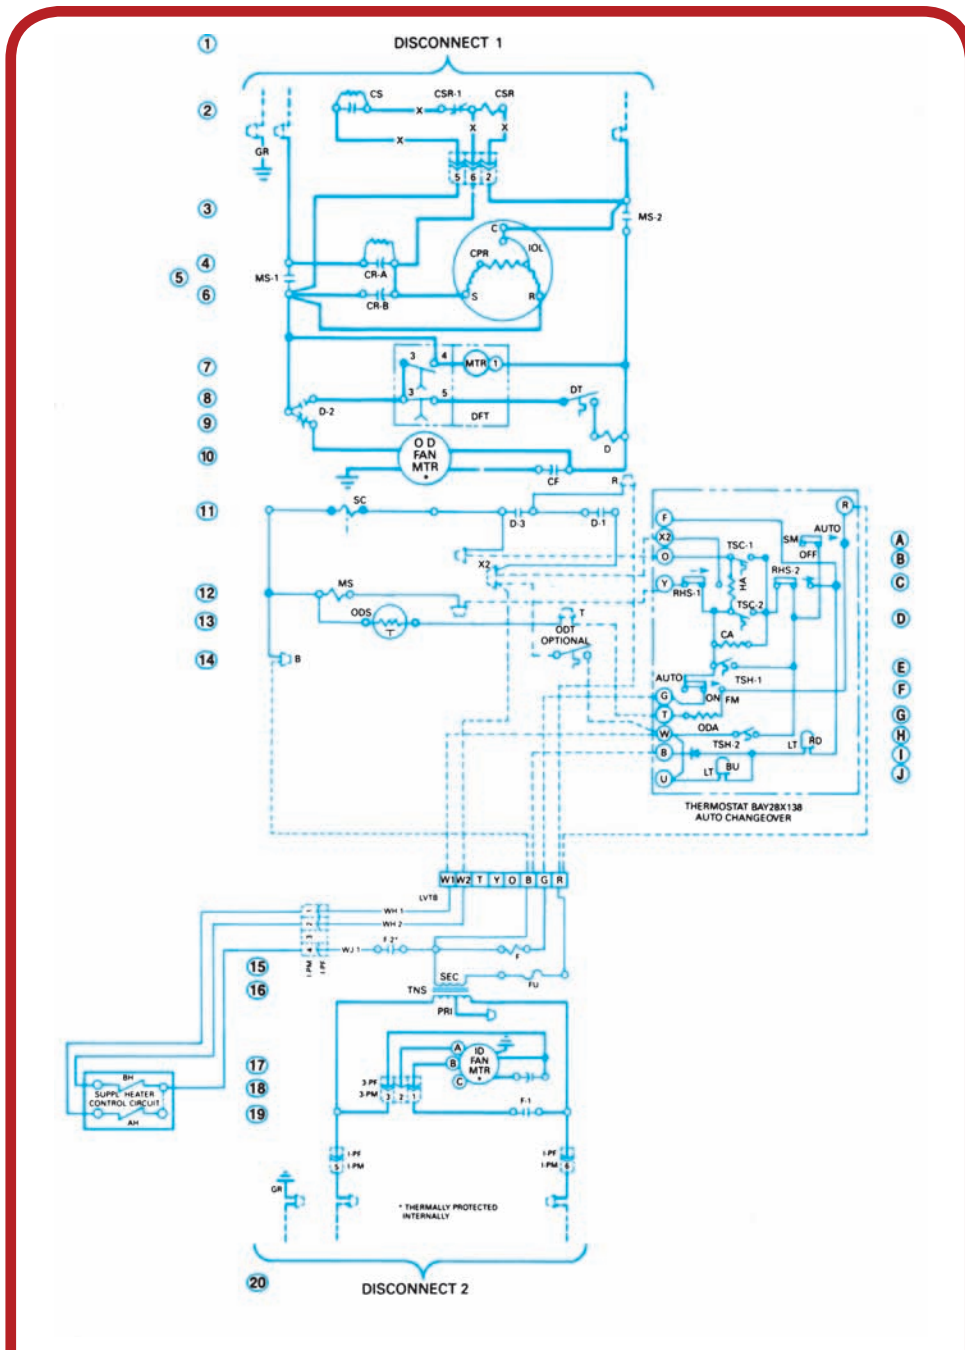 1 DISCONNECT 1
2 CS CSR-1 CSR
X X X X
GR
5 6 2
3 MS-2
C
IOL
CPR
4 CR-A
5 MS-1
6 S R
CR-B
7 3 4 MTR 1
8 3 5 DT
D-2
9 DFT
D
10 O D
FAN
MTR
*
CF R
11 SC
D-3 D-1
X2
12 MS
13 ODS T
ODT
OPTIONAL
14 B
R
F
X2 SM AUTO A
O TSC-1 OFF B
Y RHS-1 HA RHS-2 C
TSC-2 D
CA
TSH-1 E
AUTO
G ON FM F
T G
ODA
W H
TSH-2 LT RD
B I
LT BU
U J
THERMOSTAT BAY28X138
AUTO CHANGEOVER
W1 W2 T Y O B G R
LVTB
1 WH 1
2 WH 2
3
4 WJ 1 F 2* F
I-PM I-PF
15 SEC FU
16 TNS
PRI
A ID
FAN
MTR
*
17 B
C
18 3-PF
3-PM 3 2 1
19 F-1
BH
SUPPL HEATER
CONTROL CIRCUIT
AH
I-PF I-PF
5 I-PM I-PM 6
GR
* THERMALLY PROTECTED
INTERNALLY
20 DISCONNECT 2